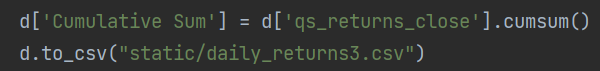 d['Cumulative Sum'] = d['qs_returns_close'].cumsum()
d.to_csv("static/daily_returns3.csv")